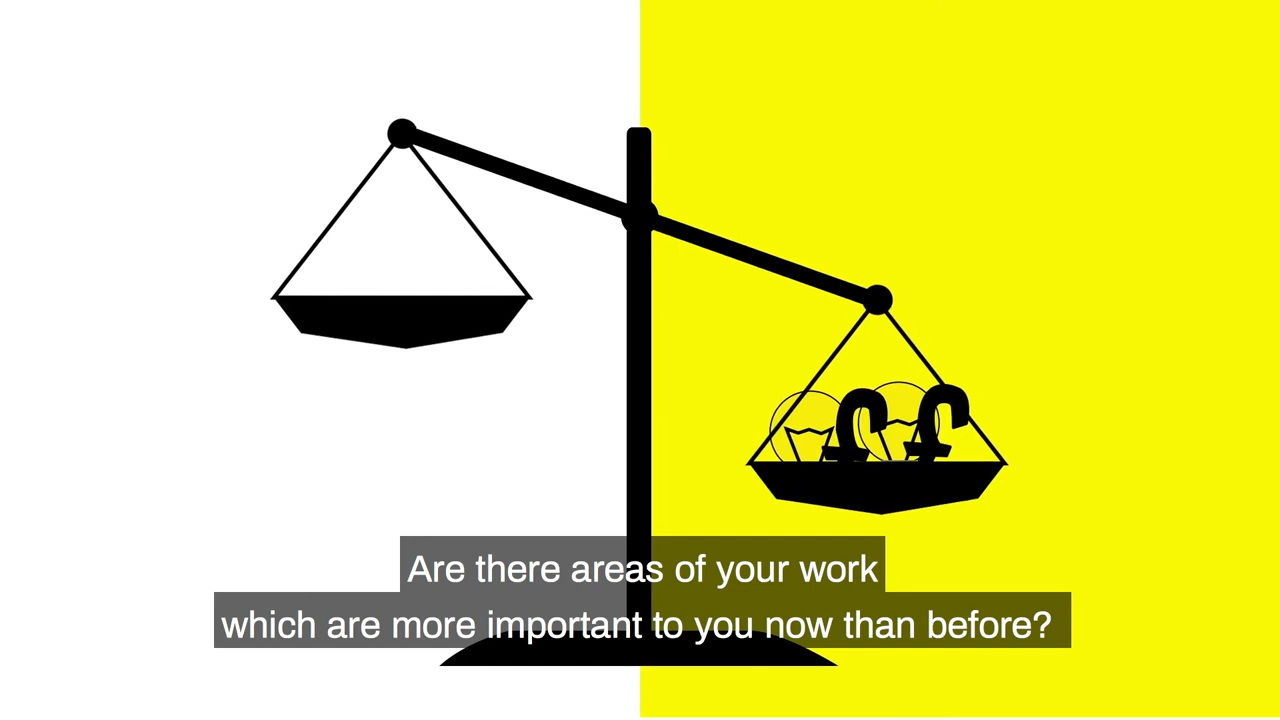 £ £
Are there areas of your work
which are more important to you now than before?